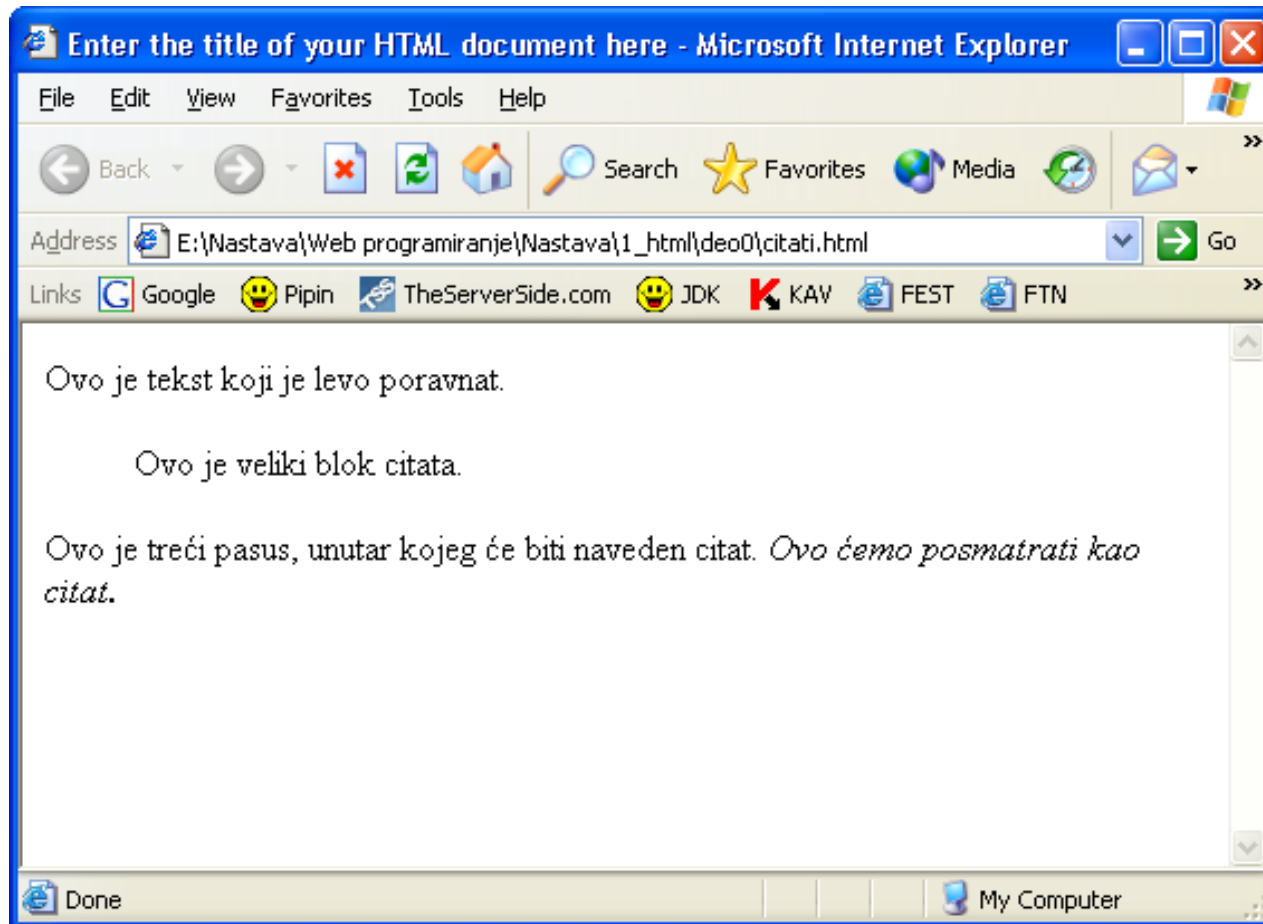 Enter the title of your HTML document here - Microsoft Internet Explorer
File Edit View Favorites Tools Help
Back Search Favorites Media
Address E:\Nastava\Web programiranje\Nastava\1_html\deo0\citati.html Go
Links Google Pipin TheServerSide.com JDK KAV FEST FTN
Ovo je tekst koji je levo poravnat.
Ovo je veliki blok citata.
Ovo je treći pasus, unutar kojeg će biti naveden citat. Ovo ćemo posmatrati kao
citat.
Done My Computer